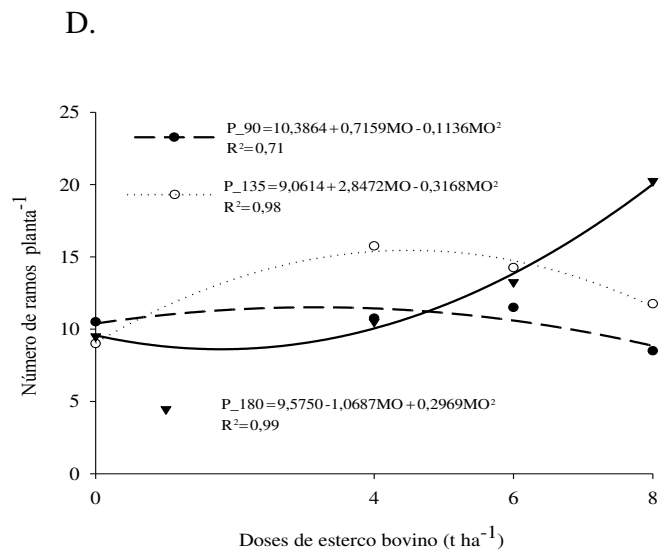 D.
25
P_90=10,3864+0,7159MO-0,1136MO²
R²=0,71
20
P_135=9,0614+2,8472MO-0,3168MO²
R²=0,98
15
10
5
P_180=9,5750-1,0687MO+0,2969MO²
R²=0,99
0
Número de ramos planta⁻¹
0 4 6 8
Doses de esterco bovino (t ha⁻¹)